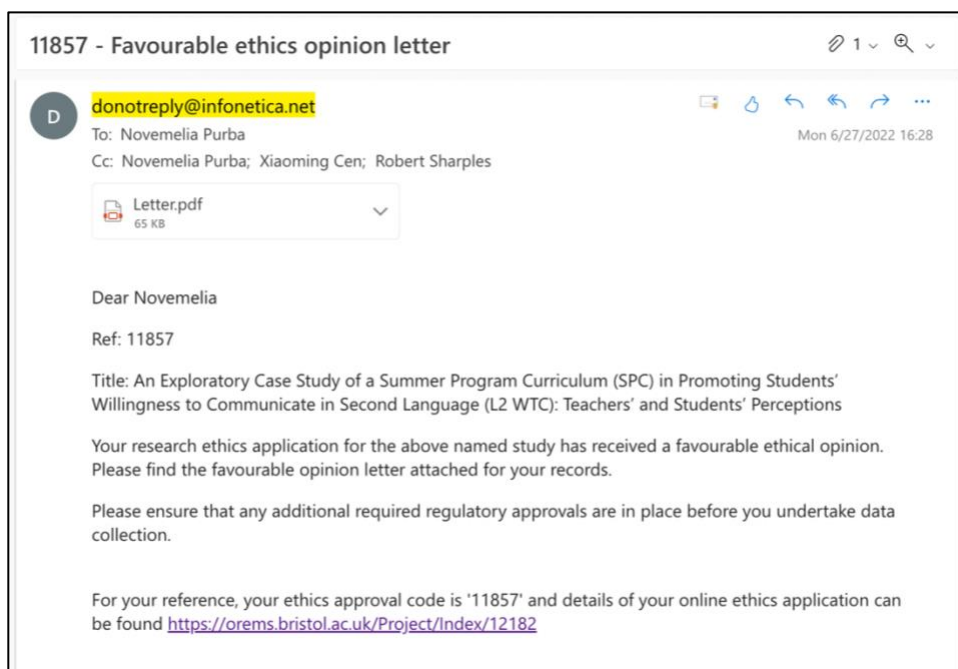 11857 - Favourable ethics opinion letter
1
D
donotreply@infonetica.net
To: Novemelia Purba
Mon 6/27/2022 16:28
Cc: Novemelia Purba; Xiaoming Cen; Robert Sharples
Letter.pdf
65 KB
Dear Novemelia
Ref: 11857
Title: An Exploratory Case Study of a Summer Program Curriculum (SPC) in Promoting Students’
Willingness to Communicate in Second Language (L2 WTC): Teachers’ and Students’ Perceptions
Your research ethics application for the above named study has received a favourable ethical opinion.
Please find the favourable opinion letter attached for your records.
Please ensure that any additional required regulatory approvals are in place before you undertake data
collection.
For your reference, your ethics approval code is '11857' and details of your online ethics application can
be found https://orems.bristol.ac.uk/Project/Index/12182